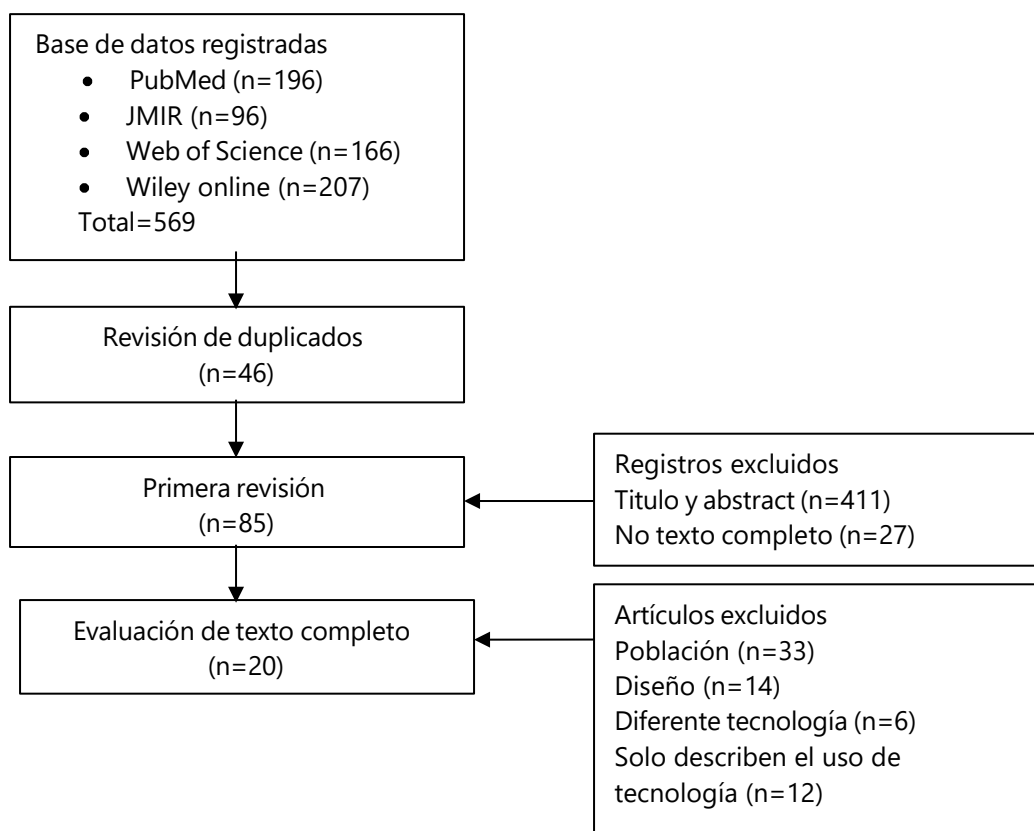 Base de datos registradas
• PubMed (n=196)
• JMIR (n=96)
• Web of Science (n=166)
• Wiley online (n=207)
Total=569
Revisión de duplicados
(n=46)
Primera revisión
(n=85)
Registros excluidos
Titulo y abstract (n=411)
No texto completo (n=27)
Evaluación de texto completo
(n=20)
Artículos excluidos
Población (n=33)
Diseño (n=14)
Diferente tecnología (n=6)
Solo describen el uso de
tecnología (n=12)